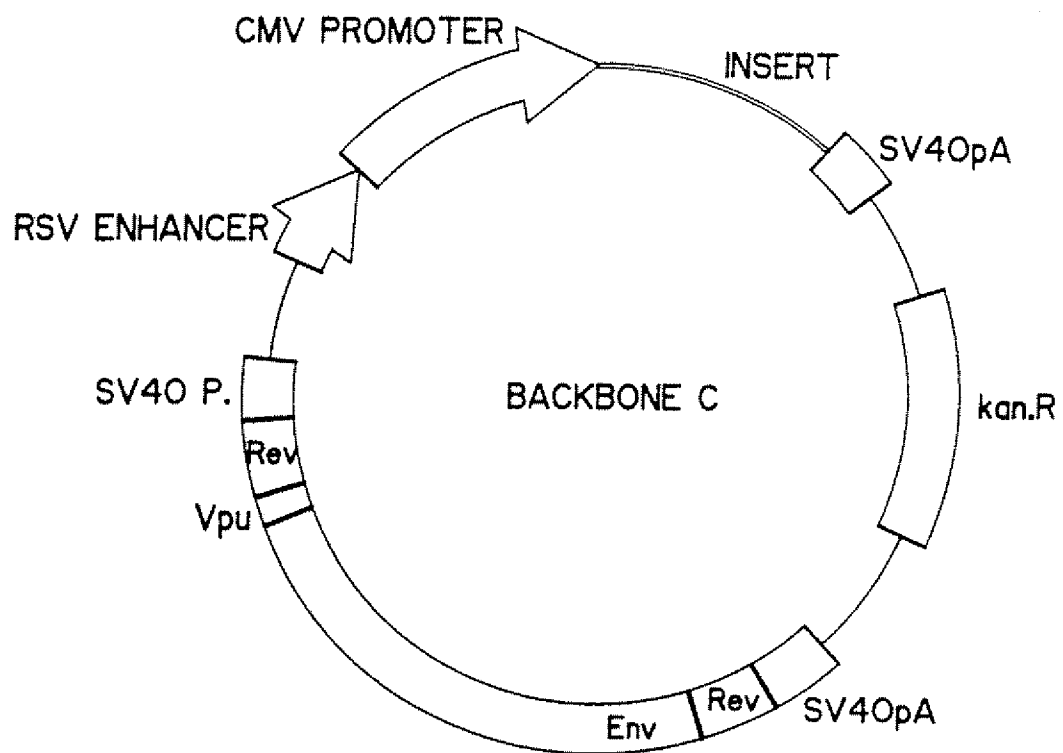 CMV PROMOTER
INSERT
SV40pA
RSV ENHANCER
SV40 P.
BACKBONE C
kan.R
Rev
Vpu
Rev
SV40pA
Env